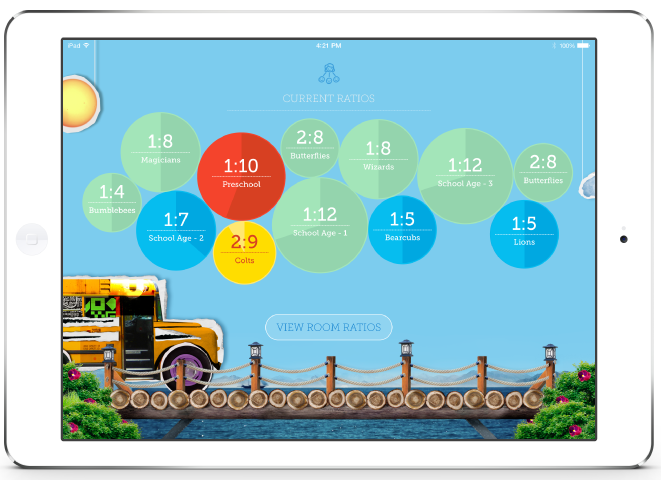 iPad
4:21 PM
100%
CURRENT RATIOS
1:8
Magicians
1:10
Preschool
2:8
Butterflies
1:8
Wizards
1:12
School Age - 3
2:8
Butterflies
1:4
Bumblebees
1:7
School Age - 2
2:9
Colts
1:12
School Age - 1
1:5
Bearcubs
1:5
Lions
VIEW ROOM RATIOS